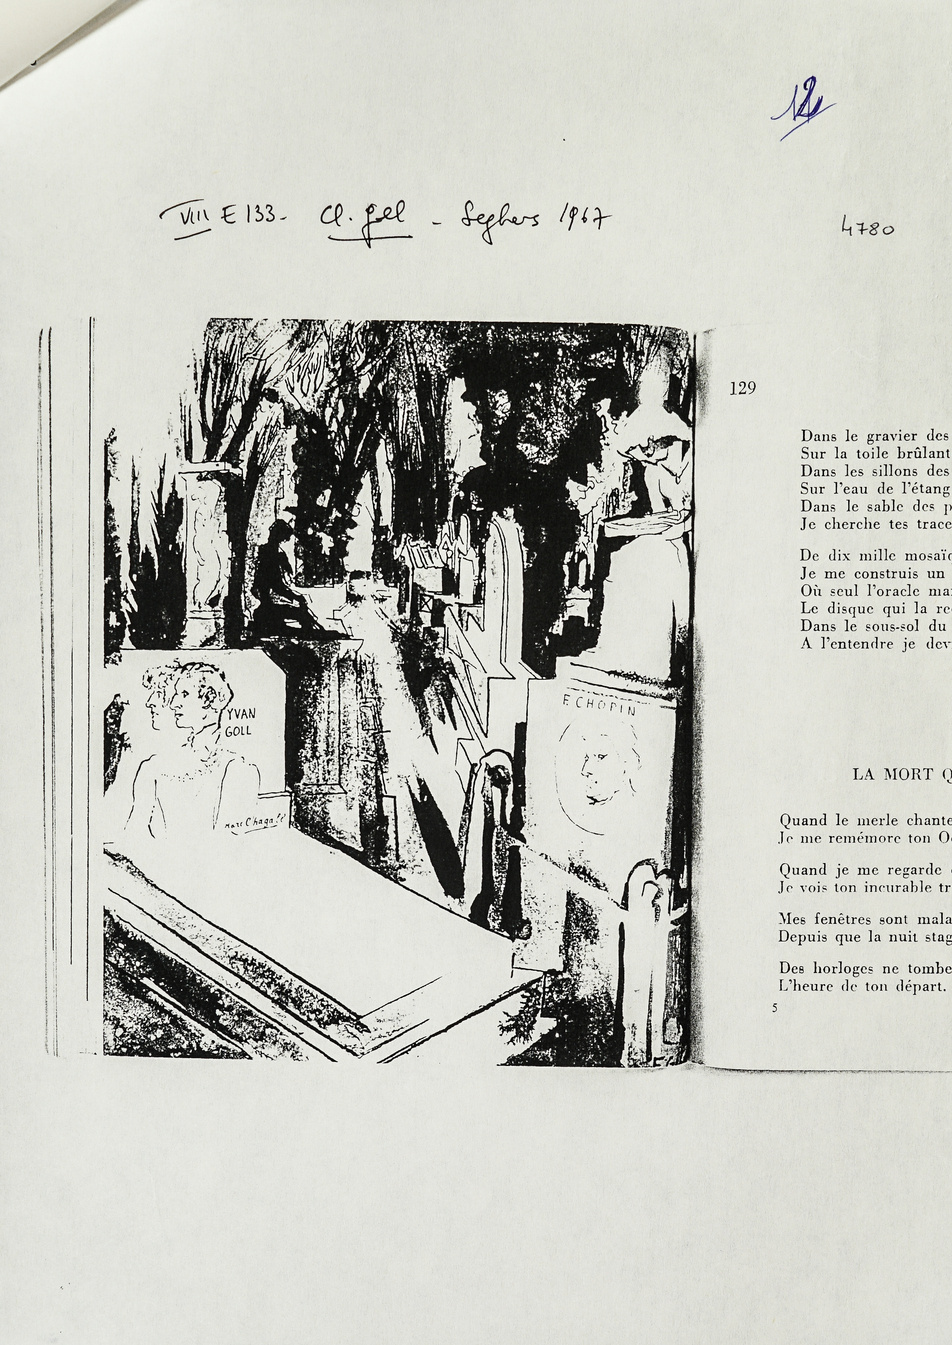 VIII E 133 - Cl. Goll - Seghers 1967
4780
YVAN
GOLL
Marc Chagall
F CHOPIN
129
Dans le gravier des
Sur la toile brûlant
Dans les sillons des
Sur l'eau de l'étang
Dans le sable des p
Je cherche tes trace
De dix mille mosaïq
Je me construis un
Où seul l'oracle ma
Le disque qui la re
Dans le sous-sol du
A l'entendre je dev
LA MORT Q
Quand le merle chante
Je me remémore ton O
Quand je me regarde
Je vois ton incurable tr
Mes fenêtres sont mala
Depuis que la nuit stag
Des horloges ne tombe
L'heure de ton départ.
5